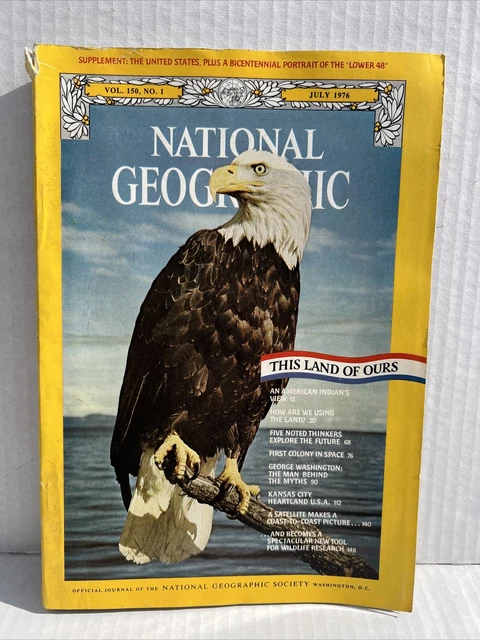 SUPPLEMENT: THE UNITED STATES, PLUS A BICENTENNIAL PORTRAIT OF THE "LOWER 48"
VOL. 150, NO. 1
JULY 1976
NATIONAL
GEOGRAPHIC
THIS LAND OF OURS
AN AMERICAN INDIAN'S
VIEW 13
HOW ARE WE USING
THE LAND? 20
FIVE NOTED THINKERS
EXPLORE THE FUTURE 68
FIRST COLONY IN SPACE 76
GEORGE WASHINGTON:
THE MAN BEHIND
THE MYTHS 90
KANSAS CITY,
HEARTLAND U.S.A. 112
A SATELLITE MAKES A
COAST-TO-COAST PICTURE... 140
...AND BECOMES A
SPECTACULAR NEW TOOL
FOR WILDLIFE RESEARCH 148
OFFICIAL JOURNAL OF THE NATIONAL GEOGRAPHIC SOCIETY WASHINGTON, D.C.